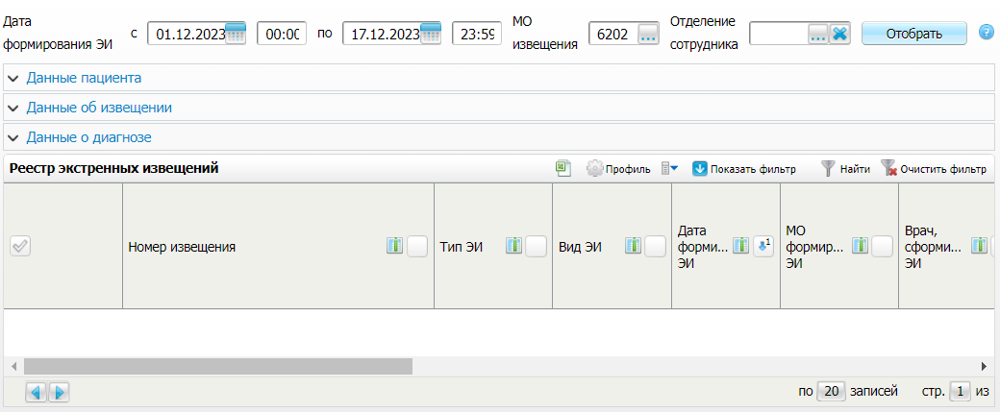 Дата формирования ЭИ с 01.12.2023 00:00 по 17.12.2023 23:59 МО извещения 6202 ... Отделение сотрудника ... Отобрать ?
Данные пациента
Данные об извещении
Данные о диагнозе
Реестр экстренных извещений Профиль Показать фильтр Найти Очистить фильтр
Номер извещения Тип ЭИ Вид ЭИ Дата форми... ЭИ 1 МО формир... ЭИ Врач, сформи... ЭИ
по 20 записей стр. 1 из